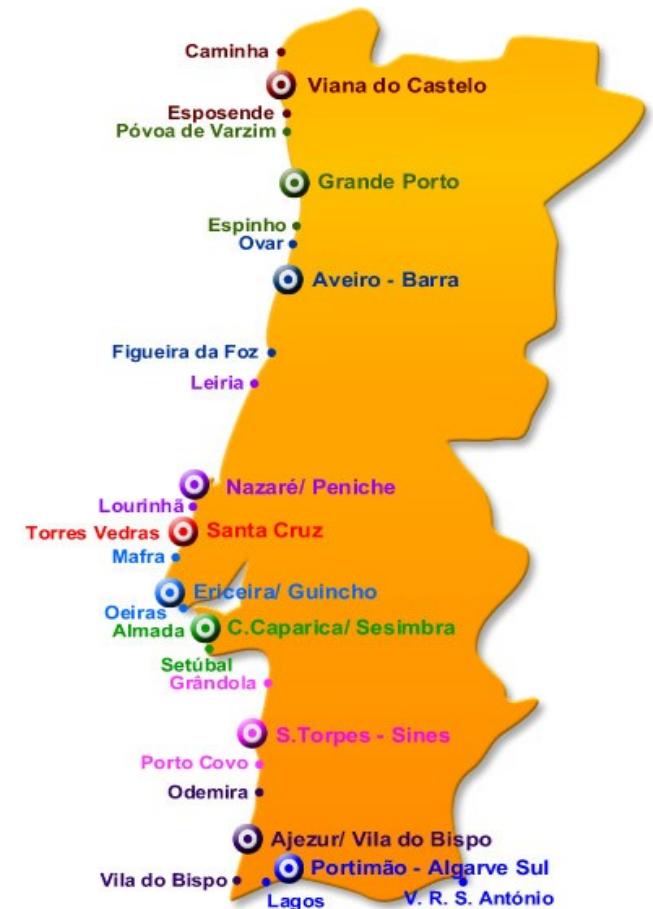 Caminha
Viana do Castelo
Esposende
Póvoa de Varzim
Grande Porto
Espinho
Ovar
Aveiro - Barra
Figueira da Foz
Leiria
Nazaré/ Peniche
Lourinhã
Torres Vedras
Santa Cruz
Mafra
Ericeira/ Guincho
Oeiras
Almada
C.Caparica/ Sesimbra
Setúbal
Grândola
S.Torpes - Sines
Porto Covo
Odemira
Ajezur/ Vila do Bispo
Portimão - Algarve Sul
Vila do Bispo
Lagos
V. R. S. António